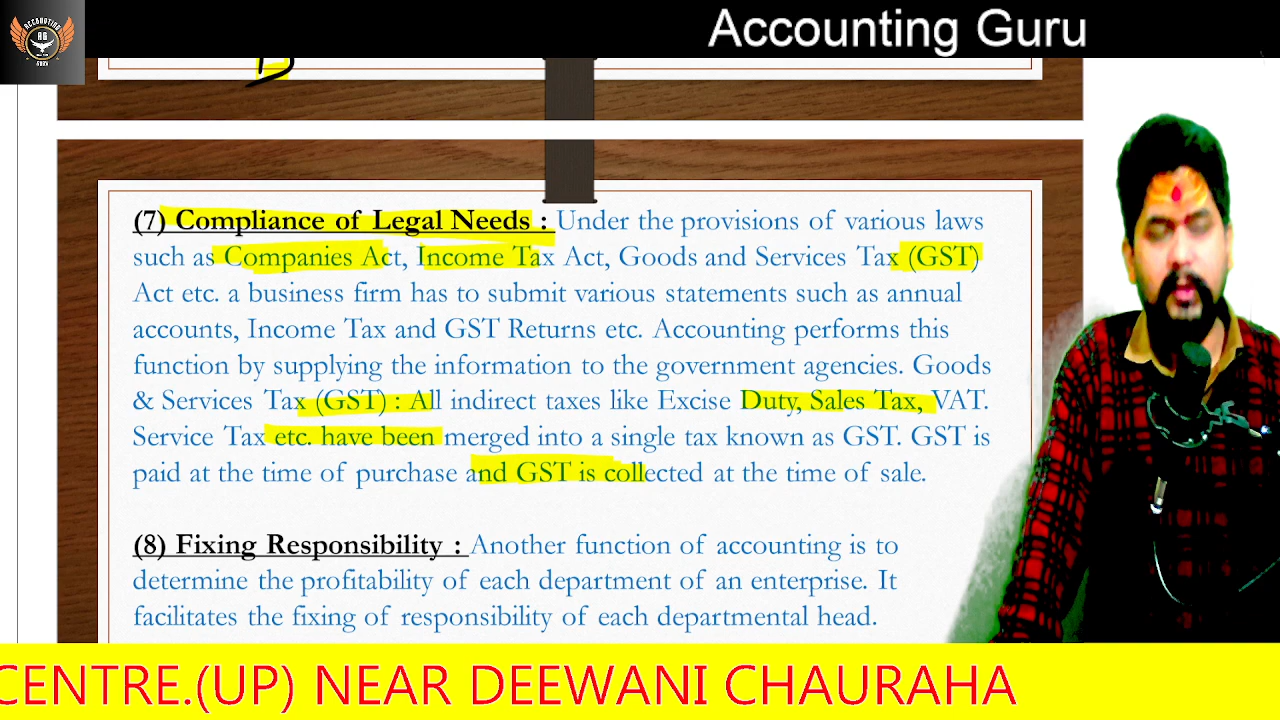 ACCOUNTING
AG
GURU
Accounting Guru
(7) Compliance of Legal Needs : Under the provisions of various laws
such as Companies Act, Income Tax Act, Goods and Services Tax (GST)
Act etc. a business firm has to submit various statements such as annual
accounts, Income Tax and GST Returns etc. Accounting performs this
function by supplying the information to the government agencies. Goods
& Services Tax (GST) : All indirect taxes like Excise Duty, Sales Tax, VAT.
Service Tax etc. have been merged into a single tax known as GST. GST is
paid at the time of purchase and GST is collected at the time of sale.
(8) Fixing Responsibility : Another function of accounting is to
determine the profitability of each department of an enterprise. It
facilitates the fixing of responsibility of each departmental head.
CENTRE.(UP) NEAR DEEWANI CHAURAHA